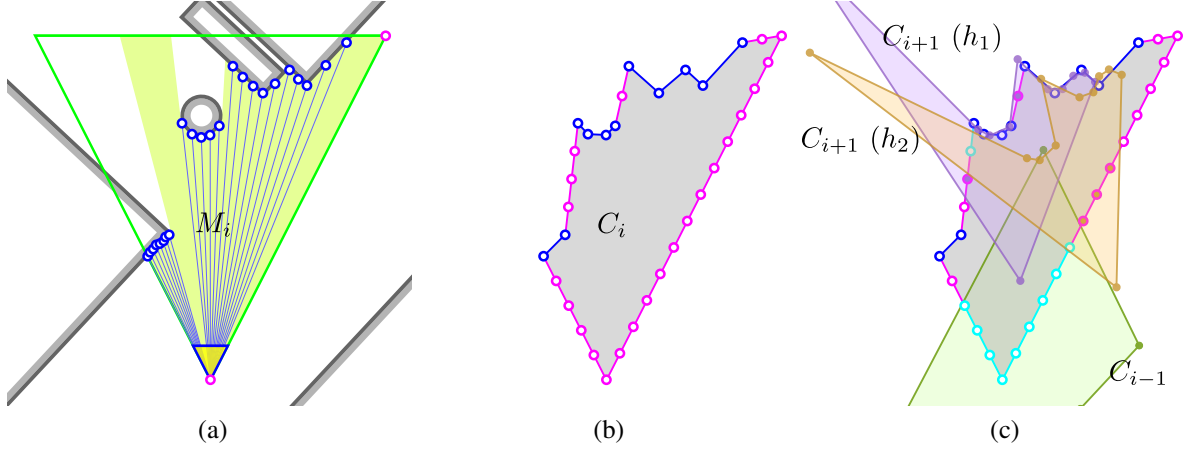 C_{i+1} (h_1)
C_{i+1} (h_2)
M_i
C_i
C_{i-1}
(a)
(b)
(c)